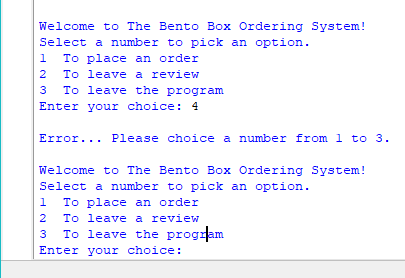 Welcome to The Bento Box Ordering System!
Select a number to pick an option.
1  To place an order
2  To leave a review
3  To leave the program
Enter your choice: 4
Error... Please choice a number from 1 to 3.
Welcome to The Bento Box Ordering System!
Select a number to pick an option.
1  To place an order
2  To leave a review
3  To leave the program
Enter your choice: